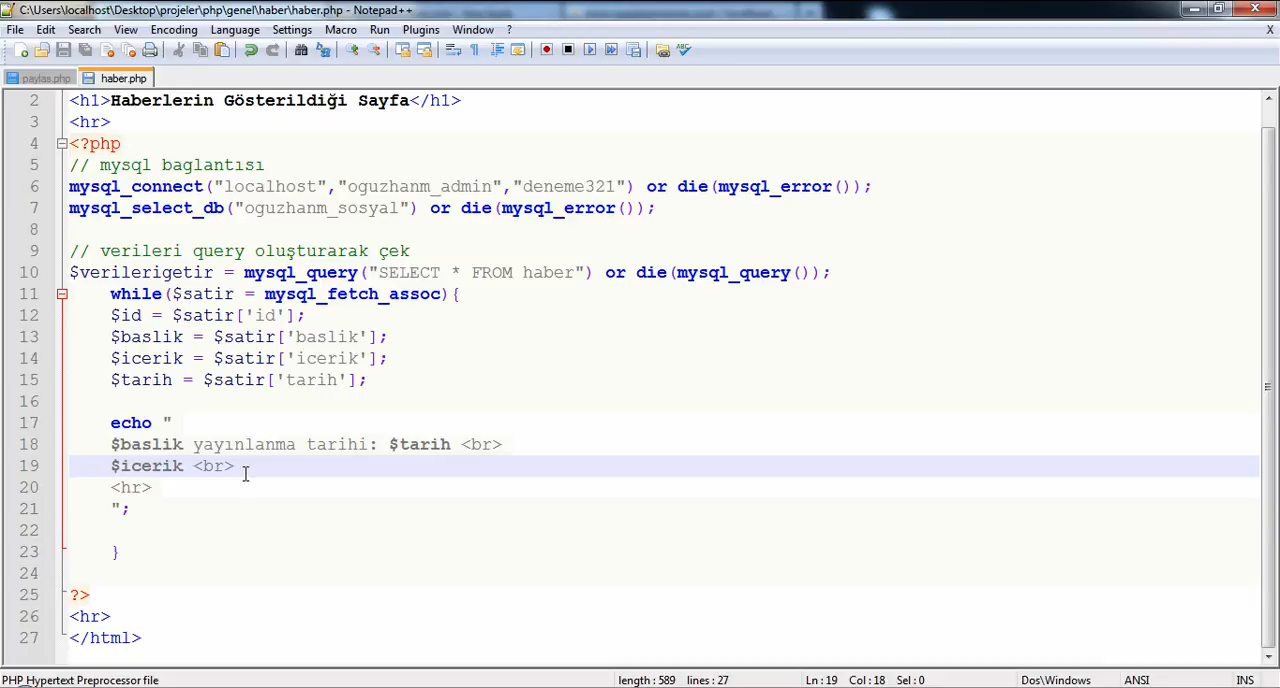 C:\Users\localhost\Desktop\projeler\php\genel\haber\haber.php - Notepad++
File Edit Search View Encoding Language Settings Macro Run Plugins Window ? X
paylas.php haber.php
2 <h1>Haberlerin Gösterildiği Sayfa</h1>
3 <hr>
4 <?php
5 // mysql baglantısı
6 mysql_connect("localhost","oguzhanm_admin","deneme321") or die(mysql_error());
7 mysql_select_db("oguzhanm_sosyal") or die(mysql_error());
8
9 // verileri query oluşturarak çek
10 $verilerigetir = mysql_query("SELECT * FROM haber") or die(mysql_query());
11 while($satir = mysql_fetch_assoc){
12 $id = $satir['id'];
13 $baslik = $satir['baslik'];
14 $icerik = $satir['icerik'];
15 $tarih = $satir['tarih'];
16
17 echo "
18 $baslik yayınlanma tarihi: $tarih <br>
19 $icerik <br>
20 <hr>
21 ";
22
23 }
24
25 ?>
26 <hr>
27 </html>
PHP Hypertext Preprocessor file length : 589 lines : 27 Ln : 19 Col : 18 Sel : 0 Dos\Windows ANSI INS